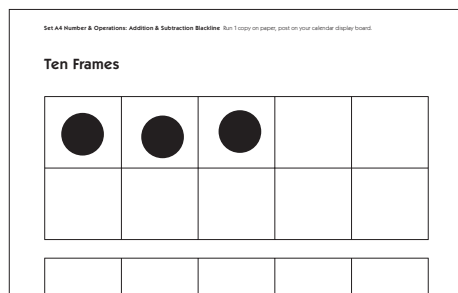 Set A4 Number & Operations: Addition & Subtraction Blackline Run 1 copy on paper, post on your calendar display board.
Ten Frames